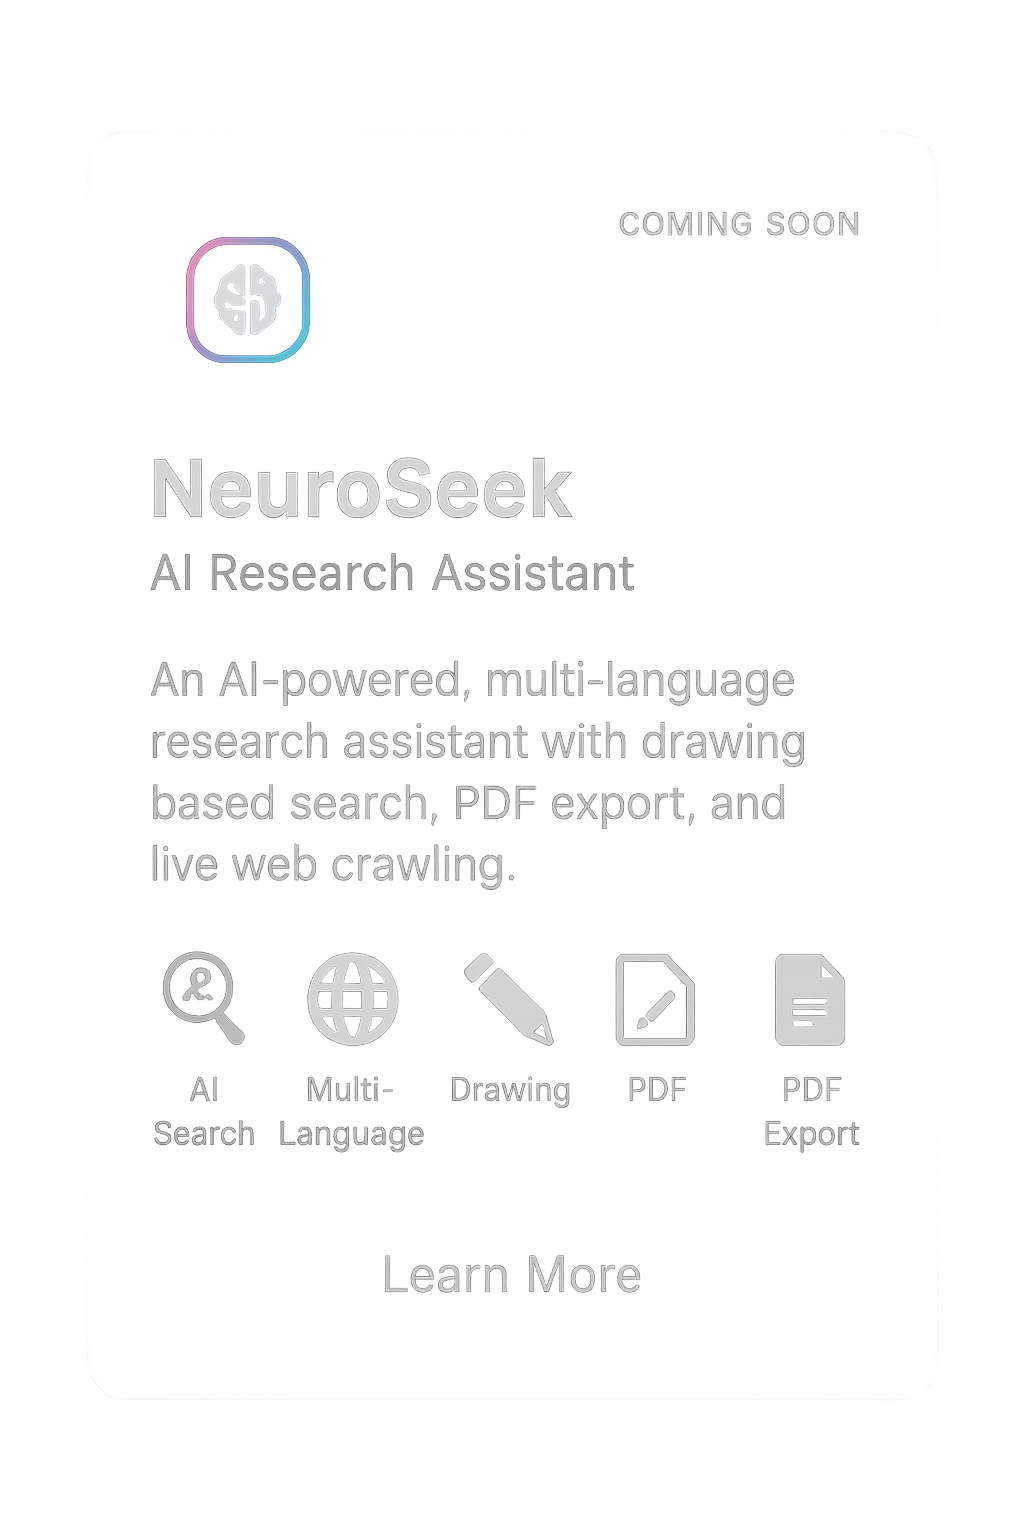 COMING SOON
NeuroSeek
AI Research Assistant
An AI-powered, multi-language
research assistant with drawing
based search, PDF export, and
live web crawling.
AI
Search
Multi-
Language
Drawing
PDF
PDF
Export
Learn More